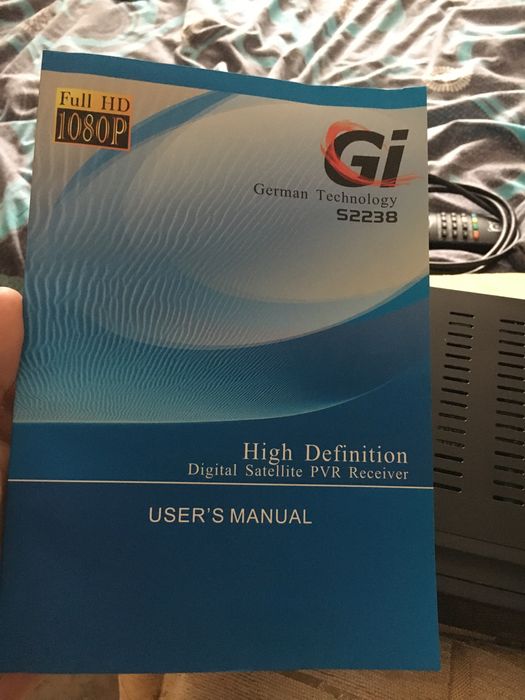 Full HD
1080P
Gi
German Technology
S2238
High Definition
Digital Satellite PVR Receiver
USER'S MANUAL